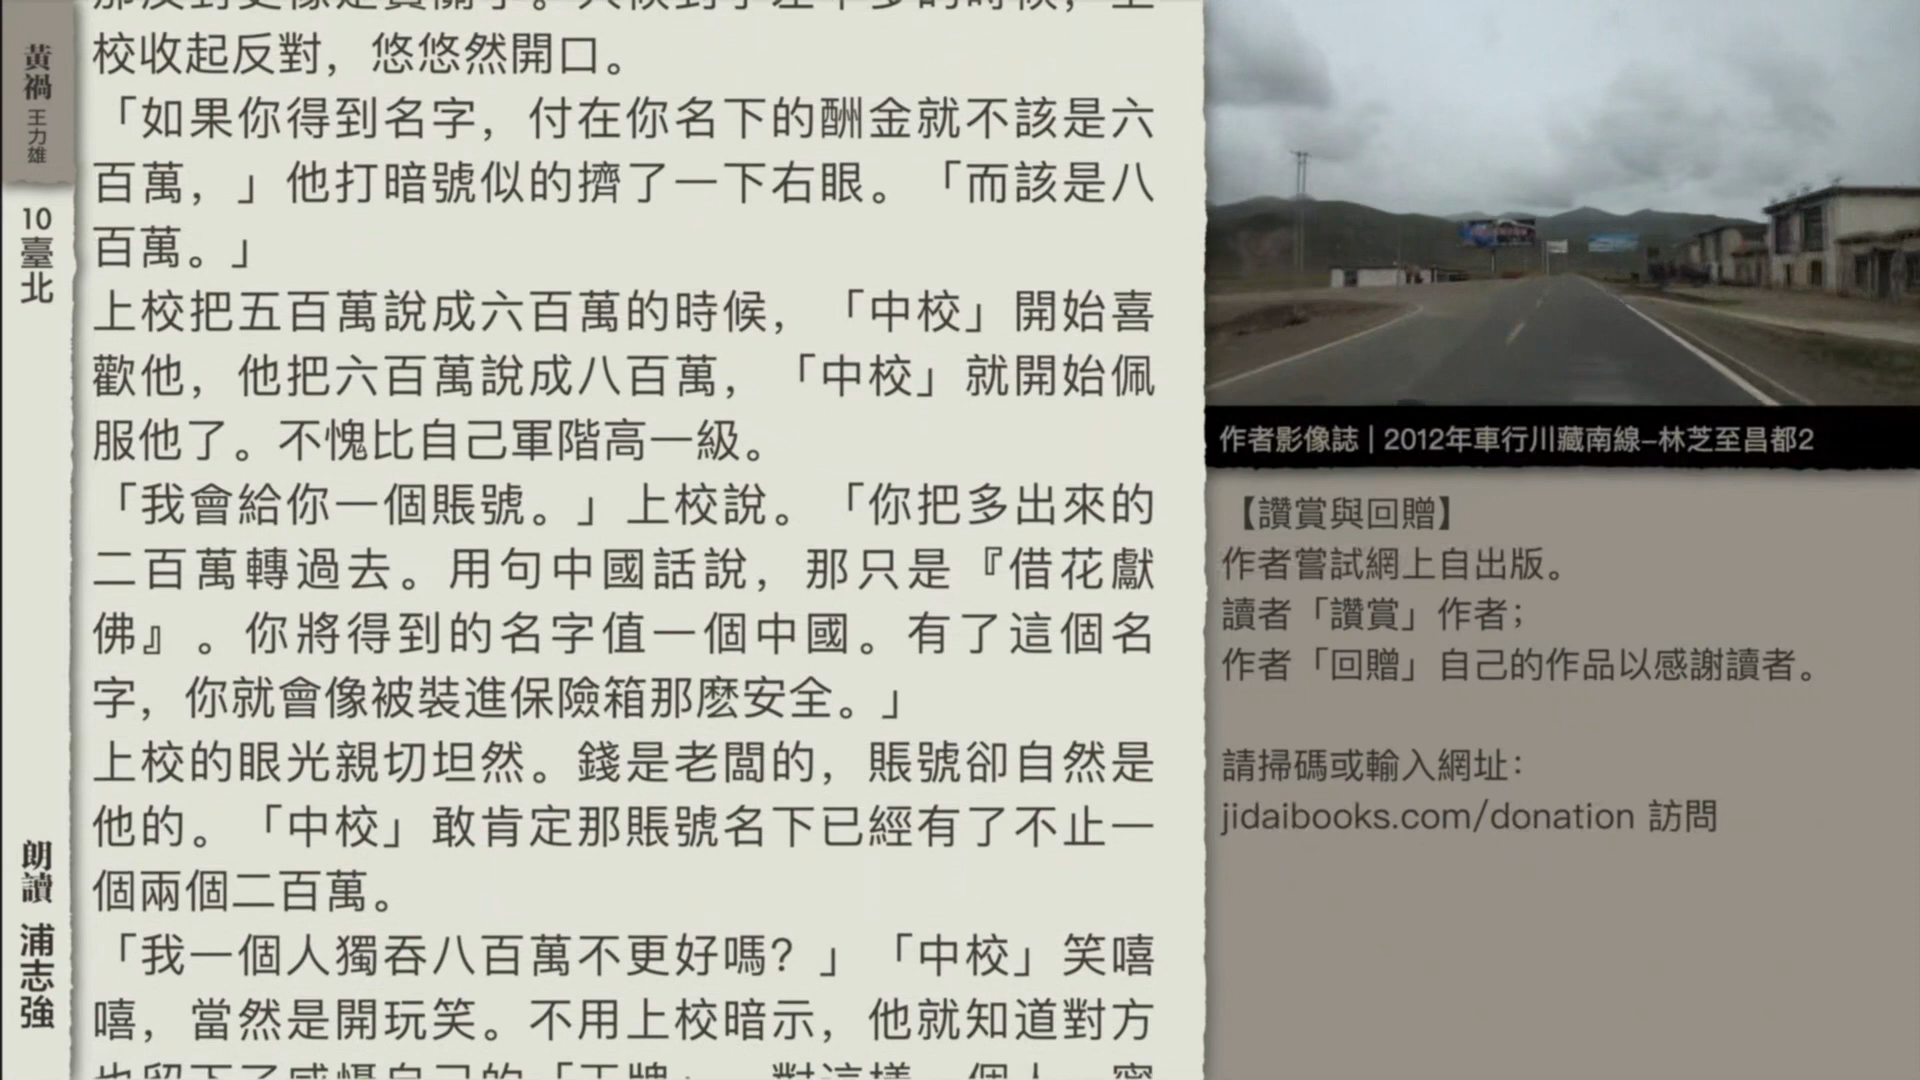 黃禍 王力雄
10 臺北
朗讀 浦志強
校收起反對，悠悠然開口。
「如果你得到名字，付在你名下的酬金就不該是六
百萬，」他打暗號似的擠了一下右眼。「而該是八
百萬。」
上校把五百萬說成六百萬的時候，「中校」開始喜
歡他，他把六百萬說成八百萬，「中校」就開始佩
服他了。不愧比自己軍階高一級。
「我會給你一個賬號。」上校說。「你把多出來的
二百萬轉過去。用句中國話說，那只是『借花獻
佛』。你將得到的名字值一個中國。有了這個名
字，你就會像被裝進保險箱那麽安全。」
上校的眼光親切坦然。錢是老闆的，賬號卻自然是
他的。「中校」敢肯定那賬號名下已經有了不止一
個兩個二百萬。
「我一個人獨吞八百萬不更好嗎？」「中校」笑嘻
嘻，當然是開玩笑。不用上校暗示，他就知道對方
作者影像誌 | 2012年車行川藏南線–林芝至昌都2
【讚賞與回贈】
作者嘗試網上自出版。
讀者「讚賞」作者；
作者「回贈」自己的作品以感謝讀者。
請掃碼或輸入網址：
jidaibooks.com/donation 訪問